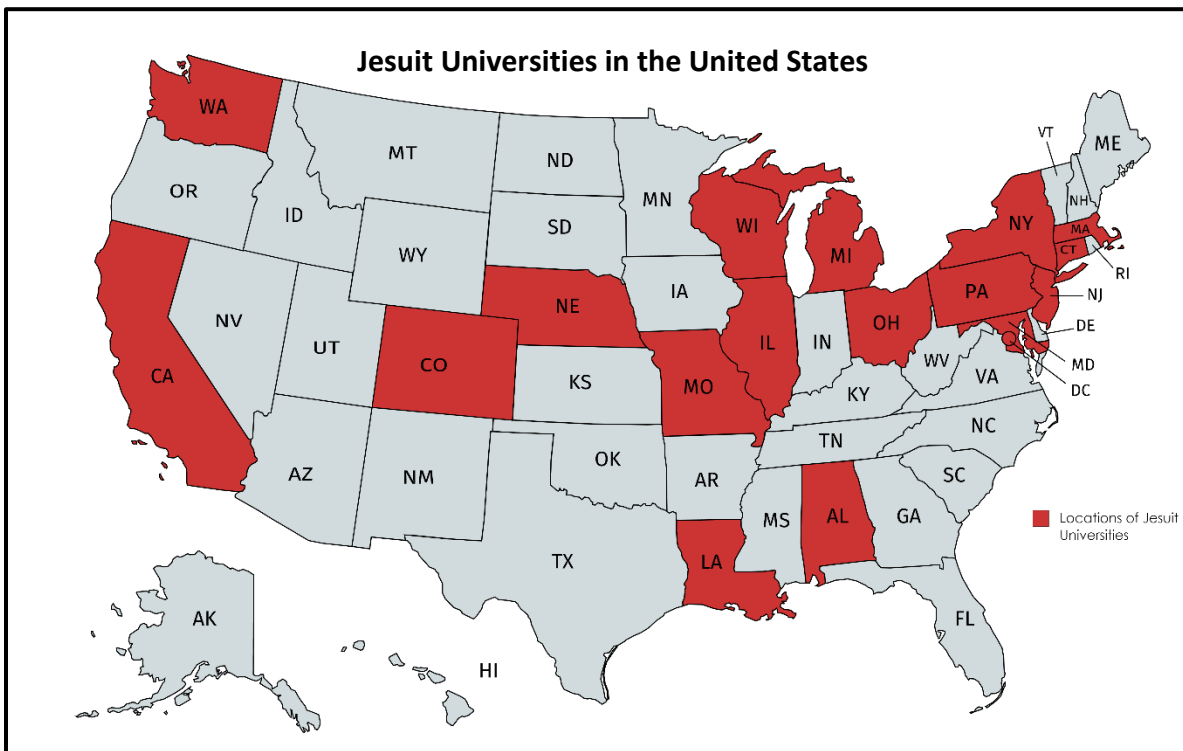 Jesuit Universities in the United States
WA
MT
ND
MN
VT
ME
OR
ID
SD
WI
NH
NY
MA
WY
MI
CT
RI
IA
NE
PA
NJ
NV
UT
CO
IL
IN
OH
DE
CA
KS
MO
WV
VA
MD
KY
DC
AZ
NM
OK
AR
TN
NC
SC
MS
AL
GA
Locations of Jesuit
Universities
TX
LA
AK
FL
HI